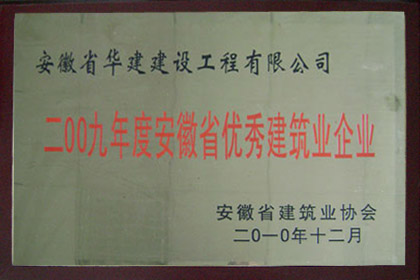 安徽省华建建设工程有限公司
二00九年度安徽省优秀建筑业企业
安徽省建筑业协会
二0一0年十二月